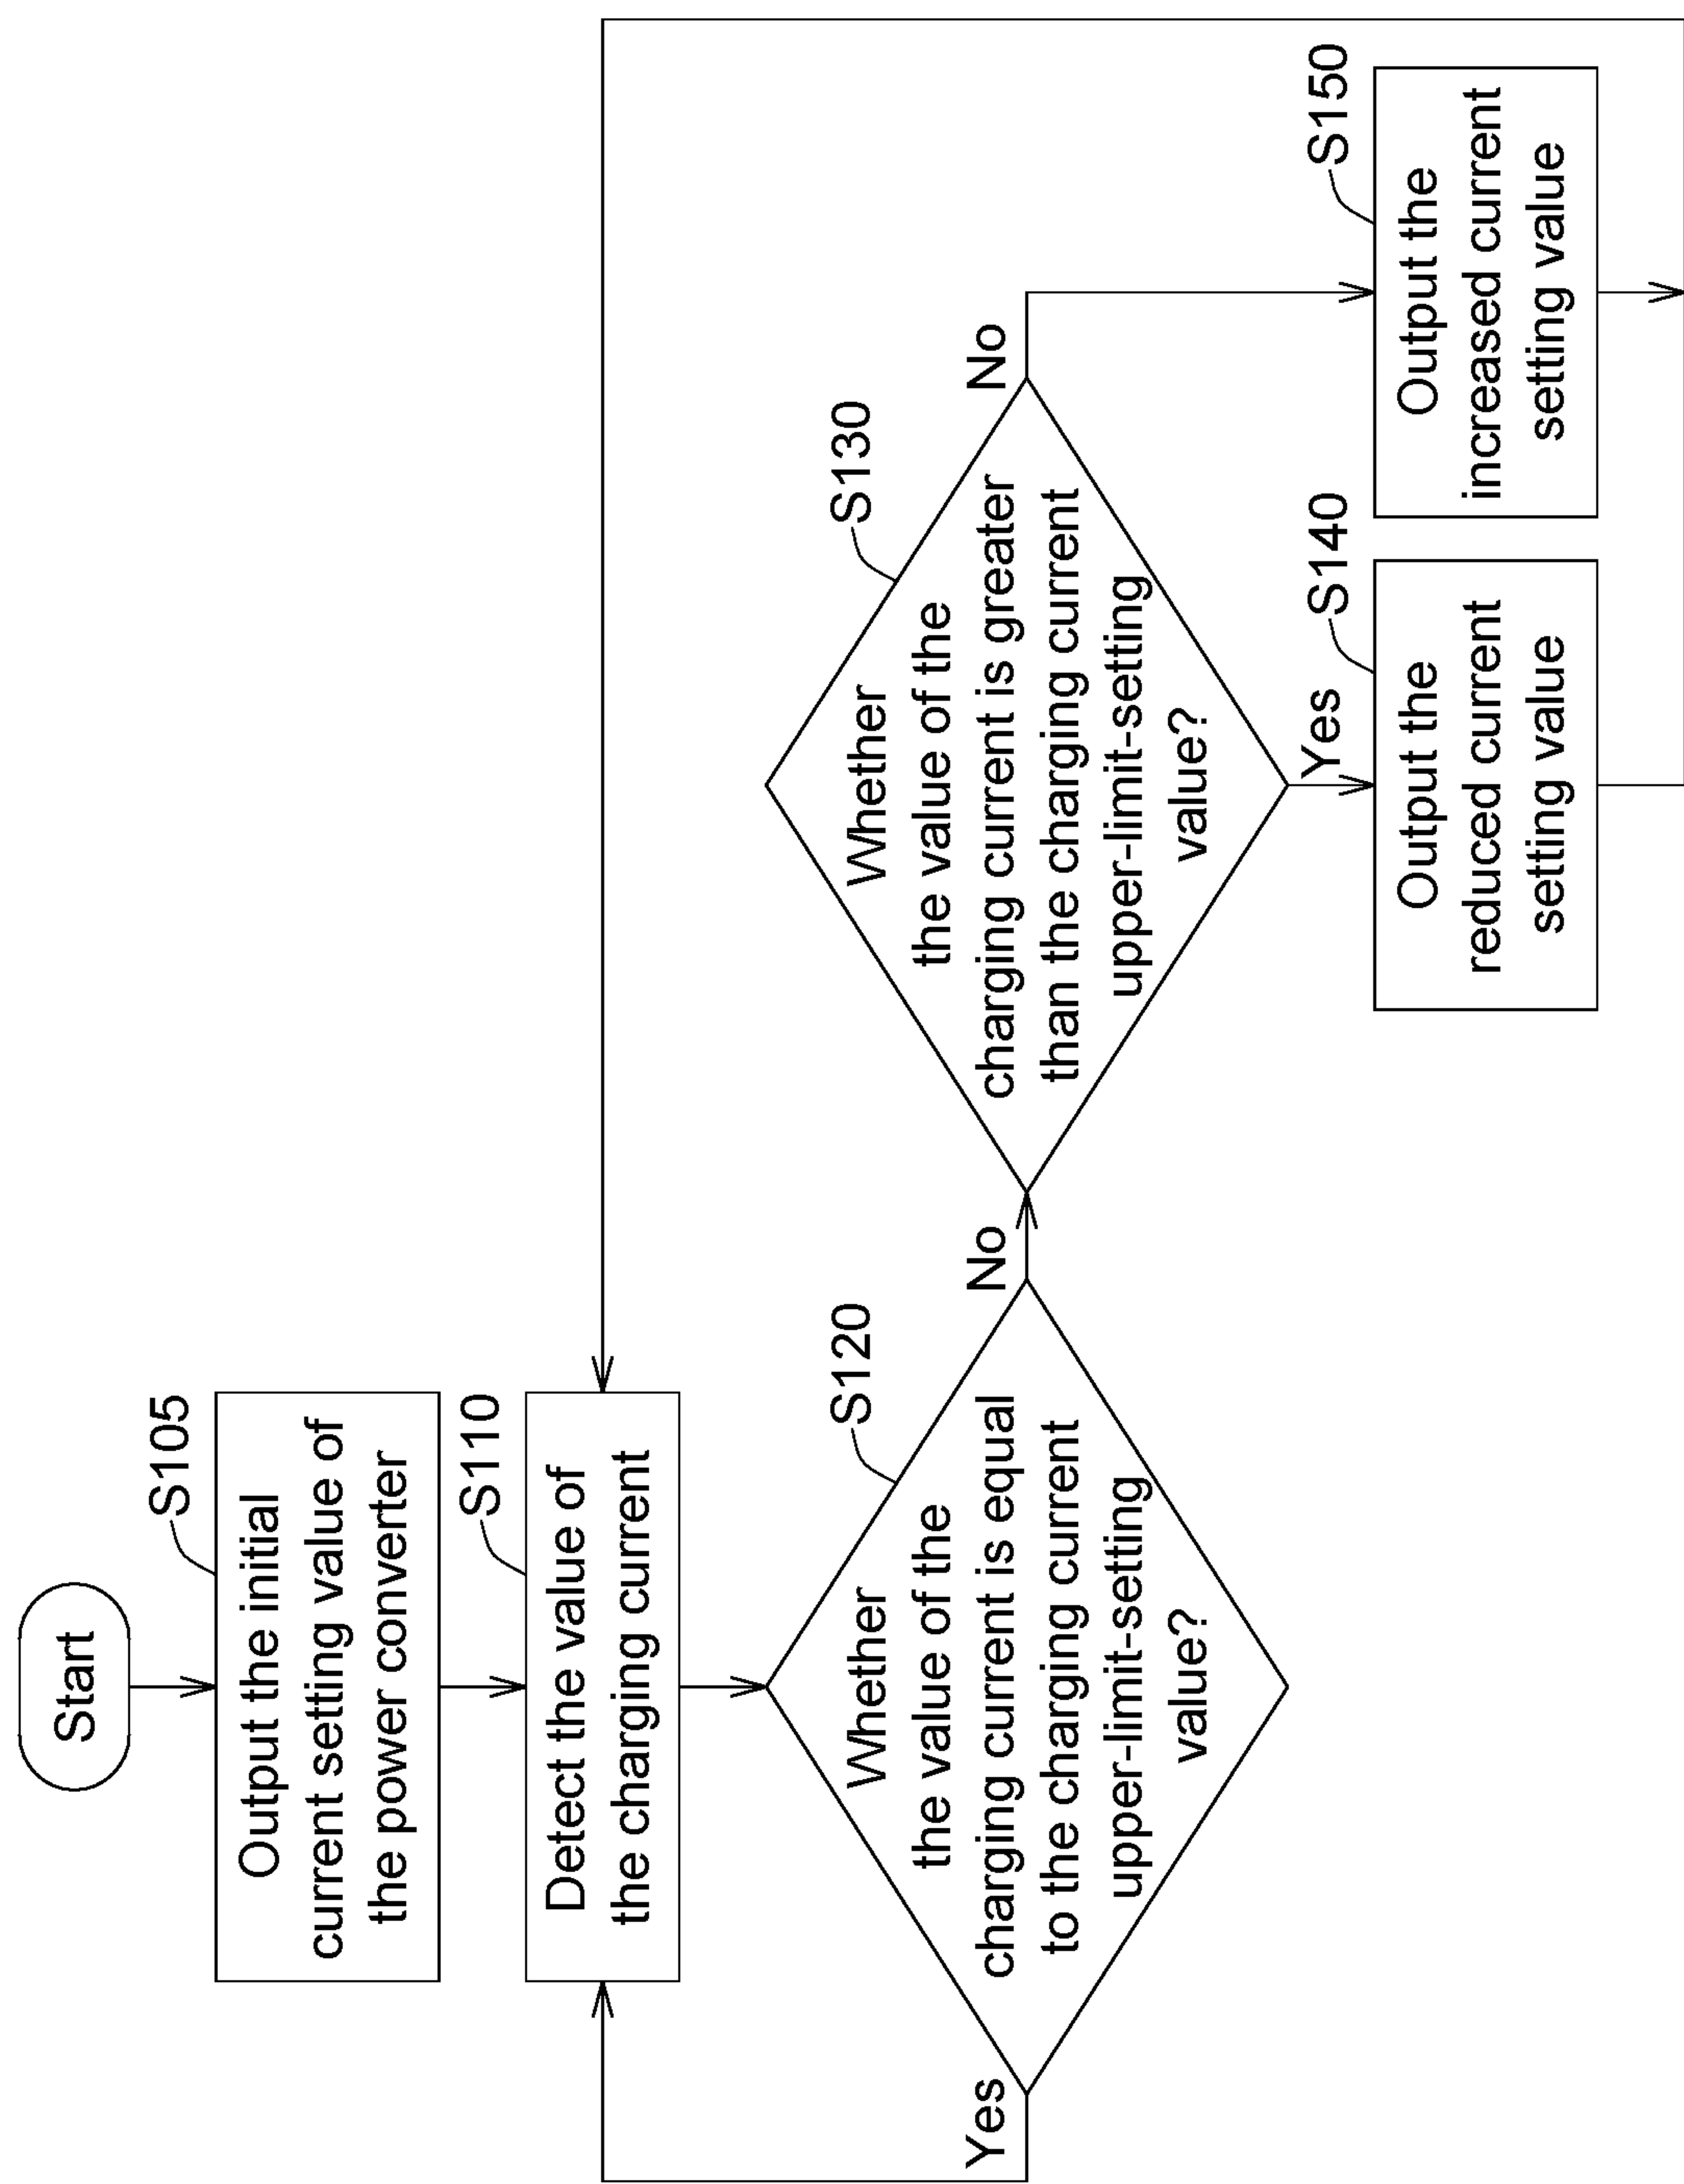 Start
S105
Output the initial
current setting value of
the power converter
S110
Detect the value of
the charging current
S120
Whether
the value of the
charging current is equal
to the charging current
upper-limit-setting
value?
Yes
No
S130
Whether
the value of the
charging current is greater
than the charging current
upper-limit-setting
value?
Yes
No
S140
Output the
reduced current
setting value
S150
Output the
increased current
setting value